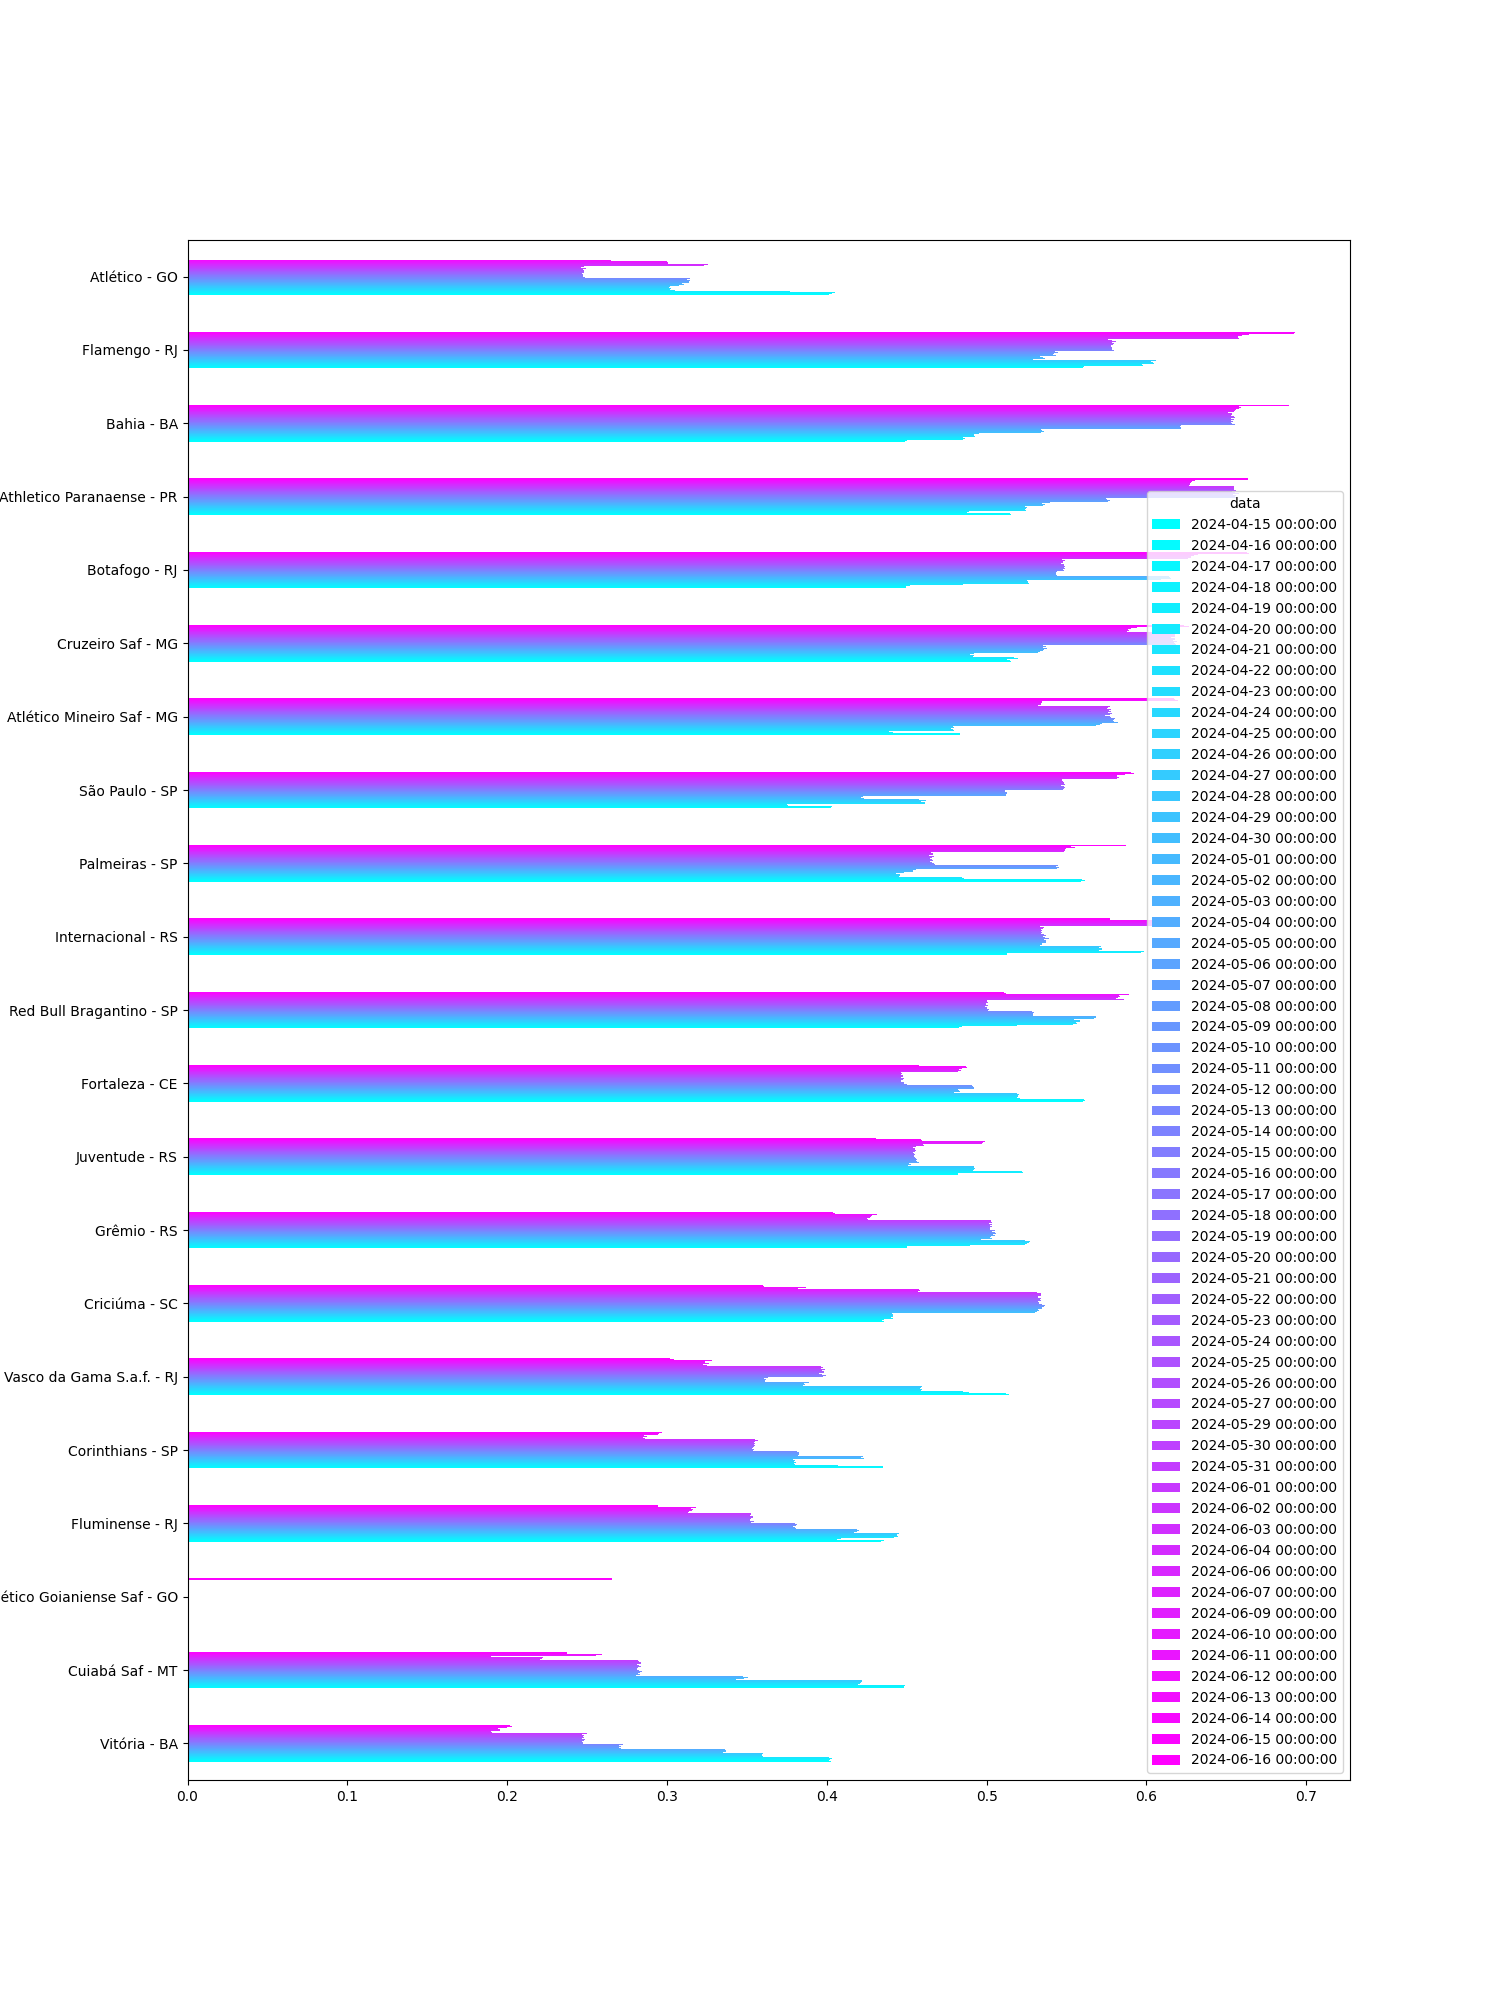 Atlético - GO
Flamengo - RJ
Bahia - BA
Athletico Paranaense - PR
Botafogo - RJ
Cruzeiro Saf - MG
Atlético Mineiro Saf - MG
São Paulo - SP
Palmeiras - SP
Internacional - RS
Red Bull Bragantino - SP
Fortaleza - CE
Juventude - RS
Grêmio - RS
Criciúma - SC
Vasco da Gama S.a.f. - RJ
Corinthians - SP
Fluminense - RJ
ético Goianiense Saf - GO
Cuiabá Saf - MT
Vitória - BA
0.0 0.1 0.2 0.3 0.4 0.5 0.6 0.7
data
2024-04-15 00:00:00
2024-04-16 00:00:00
2024-04-17 00:00:00
2024-04-18 00:00:00
2024-04-19 00:00:00
2024-04-20 00:00:00
2024-04-21 00:00:00
2024-04-22 00:00:00
2024-04-23 00:00:00
2024-04-24 00:00:00
2024-04-25 00:00:00
2024-04-26 00:00:00
2024-04-27 00:00:00
2024-04-28 00:00:00
2024-04-29 00:00:00
2024-04-30 00:00:00
2024-05-01 00:00:00
2024-05-02 00:00:00
2024-05-03 00:00:00
2024-05-04 00:00:00
2024-05-05 00:00:00
2024-05-06 00:00:00
2024-05-07 00:00:00
2024-05-08 00:00:00
2024-05-09 00:00:00
2024-05-10 00:00:00
2024-05-11 00:00:00
2024-05-12 00:00:00
2024-05-13 00:00:00
2024-05-14 00:00:00
2024-05-15 00:00:00
2024-05-16 00:00:00
2024-05-17 00:00:00
2024-05-18 00:00:00
2024-05-19 00:00:00
2024-05-20 00:00:00
2024-05-21 00:00:00
2024-05-22 00:00:00
2024-05-23 00:00:00
2024-05-24 00:00:00
2024-05-25 00:00:00
2024-05-26 00:00:00
2024-05-27 00:00:00
2024-05-29 00:00:00
2024-05-30 00:00:00
2024-05-31 00:00:00
2024-06-01 00:00:00
2024-06-02 00:00:00
2024-06-03 00:00:00
2024-06-04 00:00:00
2024-06-06 00:00:00
2024-06-07 00:00:00
2024-06-09 00:00:00
2024-06-10 00:00:00
2024-06-11 00:00:00
2024-06-12 00:00:00
2024-06-13 00:00:00
2024-06-14 00:00:00
2024-06-15 00:00:00
2024-06-16 00:00:00